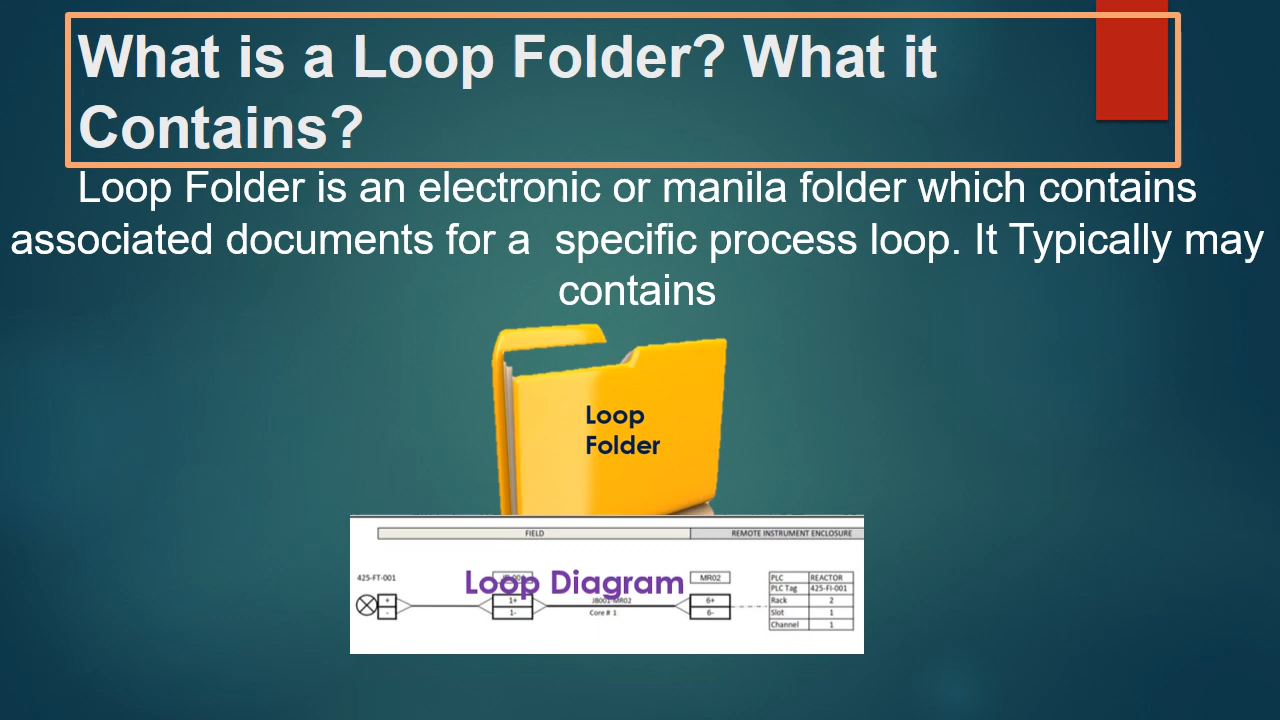 What is a Loop Folder? What it
Contains?
Loop Folder is an electronic or manila folder which contains
associated documents for a  specific process loop. It Typically may
contains
Loop
Folder
FIELD
REMOTE INSTRUMENT ENCLOSURE
Loop Diagram
425-FT-001
MR02
PLC REACTOR
PLC Tag 425-FI-001
+ 1+ JB001-MR02 6+ Rack 2
- 1- Core # 1 6- Slot 1
Channel 1